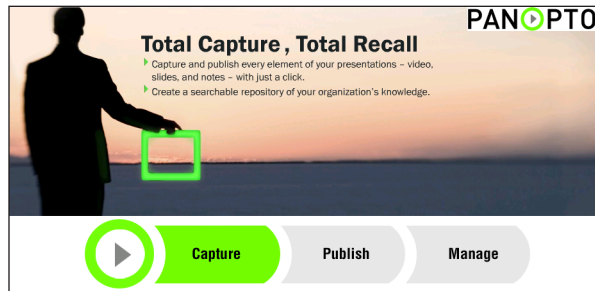 PANOPTO
Total Capture, Total Recall
Capture and publish every element of your presentations – video,
slides, and notes – with just a click.
Create a searchable repository of your organization's knowledge.
Capture
Publish
Manage